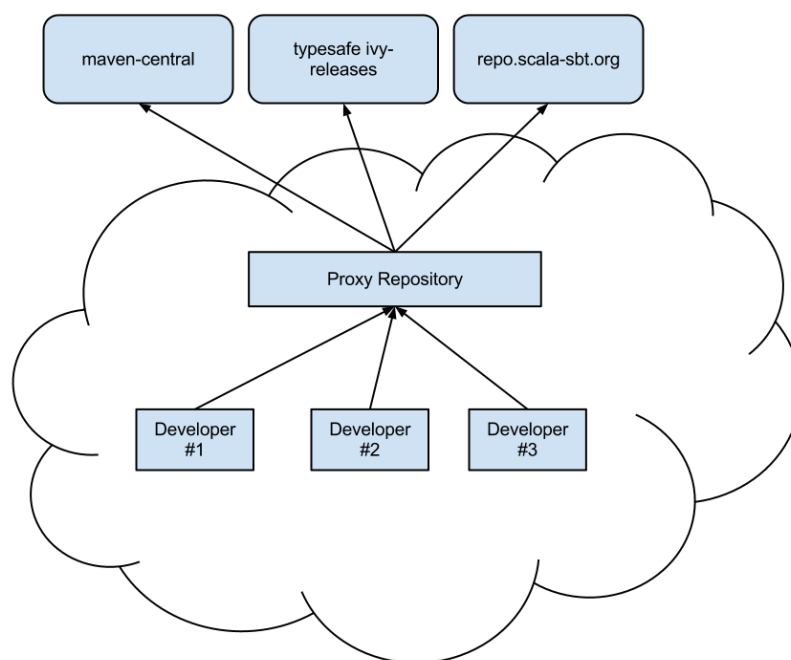 maven-central
typesafe ivy-
releases
repo.scala-sbt.org
Proxy Repository
Developer
#1
Developer
#2
Developer
#3